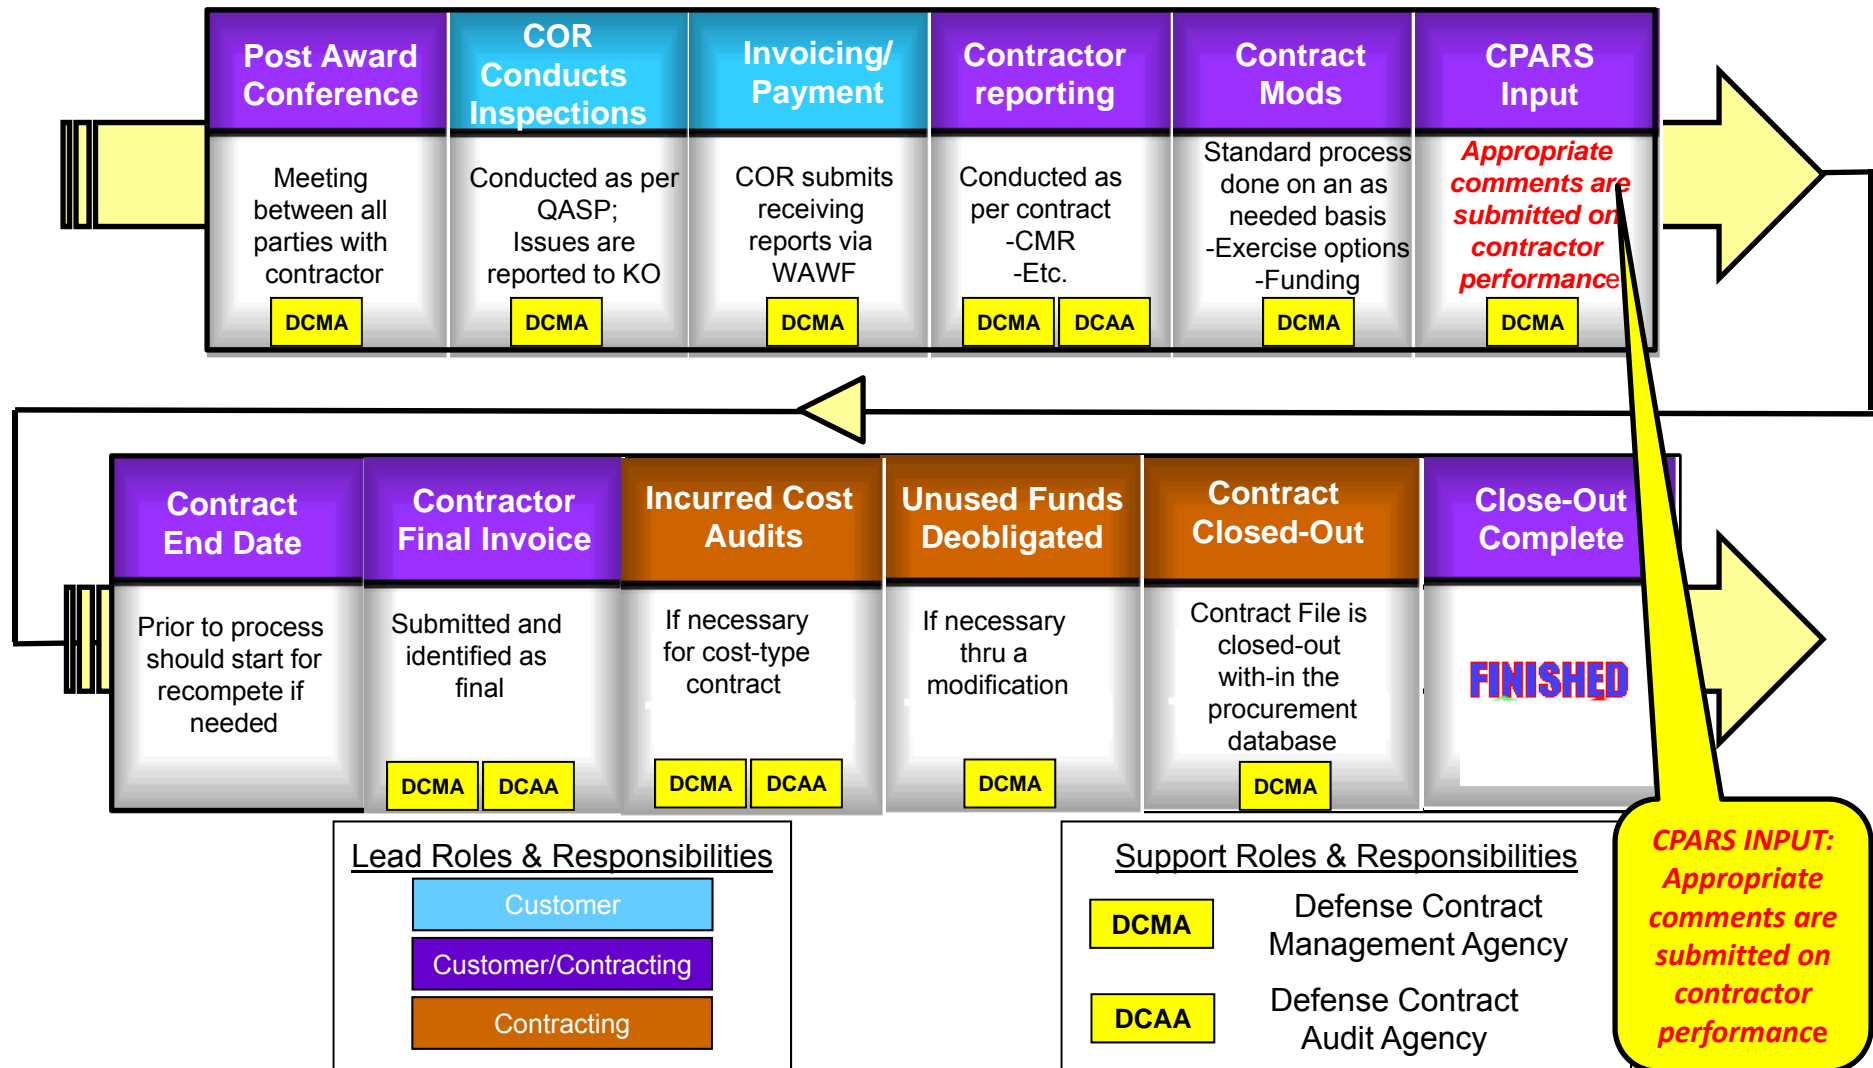 Post Award
Conference
COR
Conducts
Inspections
Invoicing/
Payment
Contractor
reporting
Contract
Mods
CPARS
Input
Meeting
between all
parties with
contractor
DCMA
Conducted as per
QASP;
Issues are
reported to KO
DCMA
COR submits
receiving
reports via
WAWF
DCMA
Conducted as
per contract
-CMR
-Etc.
DCMA DCAA
Standard process
done on an as
needed basis
-Exercise options
-Funding
DCMA
Appropriate
comments are
submitted on
contractor
performance
DCMA
Contract
End Date
Contractor
Final Invoice
Incurred Cost
Audits
Unused Funds
Deobligated
Contract
Closed-Out
Close-Out
Complete
Prior to process
should start for
recompete if
needed
Submitted and
identified as
final
DCMA DCAA
If necessary
for cost-type
contract
DCMA DCAA
If necessary
thru a
modification
DCMA
Contract File is
closed-out
with-in the
procurement
database
DCMA
FINISHED
Lead Roles & Responsibilities
Customer
Customer/Contracting
Contracting
Support Roles & Responsibilities
DCMA
Defense Contract
Management Agency
DCAA
Defense Contract
Audit Agency
CPARS INPUT:
Appropriate
comments are
submitted on
contractor
performance